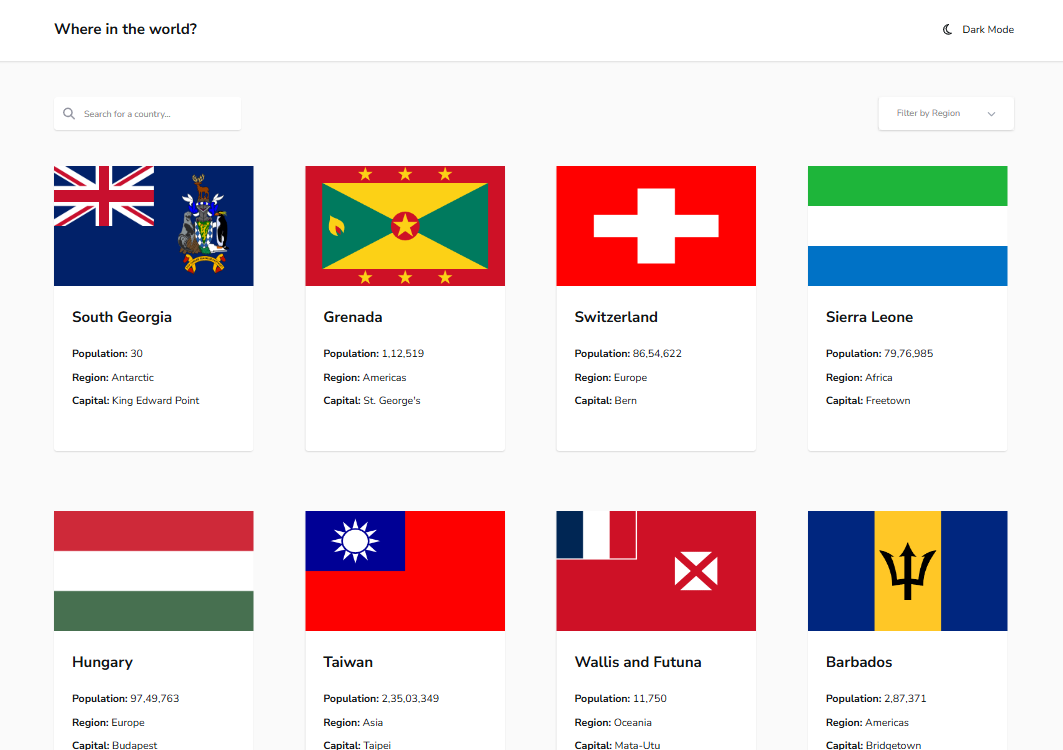 Where in the world?
Dark Mode
Search for a country...
Filter by Region
South Georgia
Population: 30
Region: Antarctic
Capital: King Edward Point
Grenada
Population: 1,12,519
Region: Americas
Capital: St. George's
Switzerland
Population: 86,54,622
Region: Europe
Capital: Bern
Sierra Leone
Population: 79,76,985
Region: Africa
Capital: Freetown
Hungary
Population: 97,49,763
Region: Europe
Capital: Budapest
Taiwan
Population: 2,35,03,349
Region: Asia
Capital: Taipei
Wallis and Futuna
Population: 11,750
Region: Oceania
Capital: Mata-Utu
Barbados
Population: 2,87,371
Region: Americas
Capital: Bridgetown